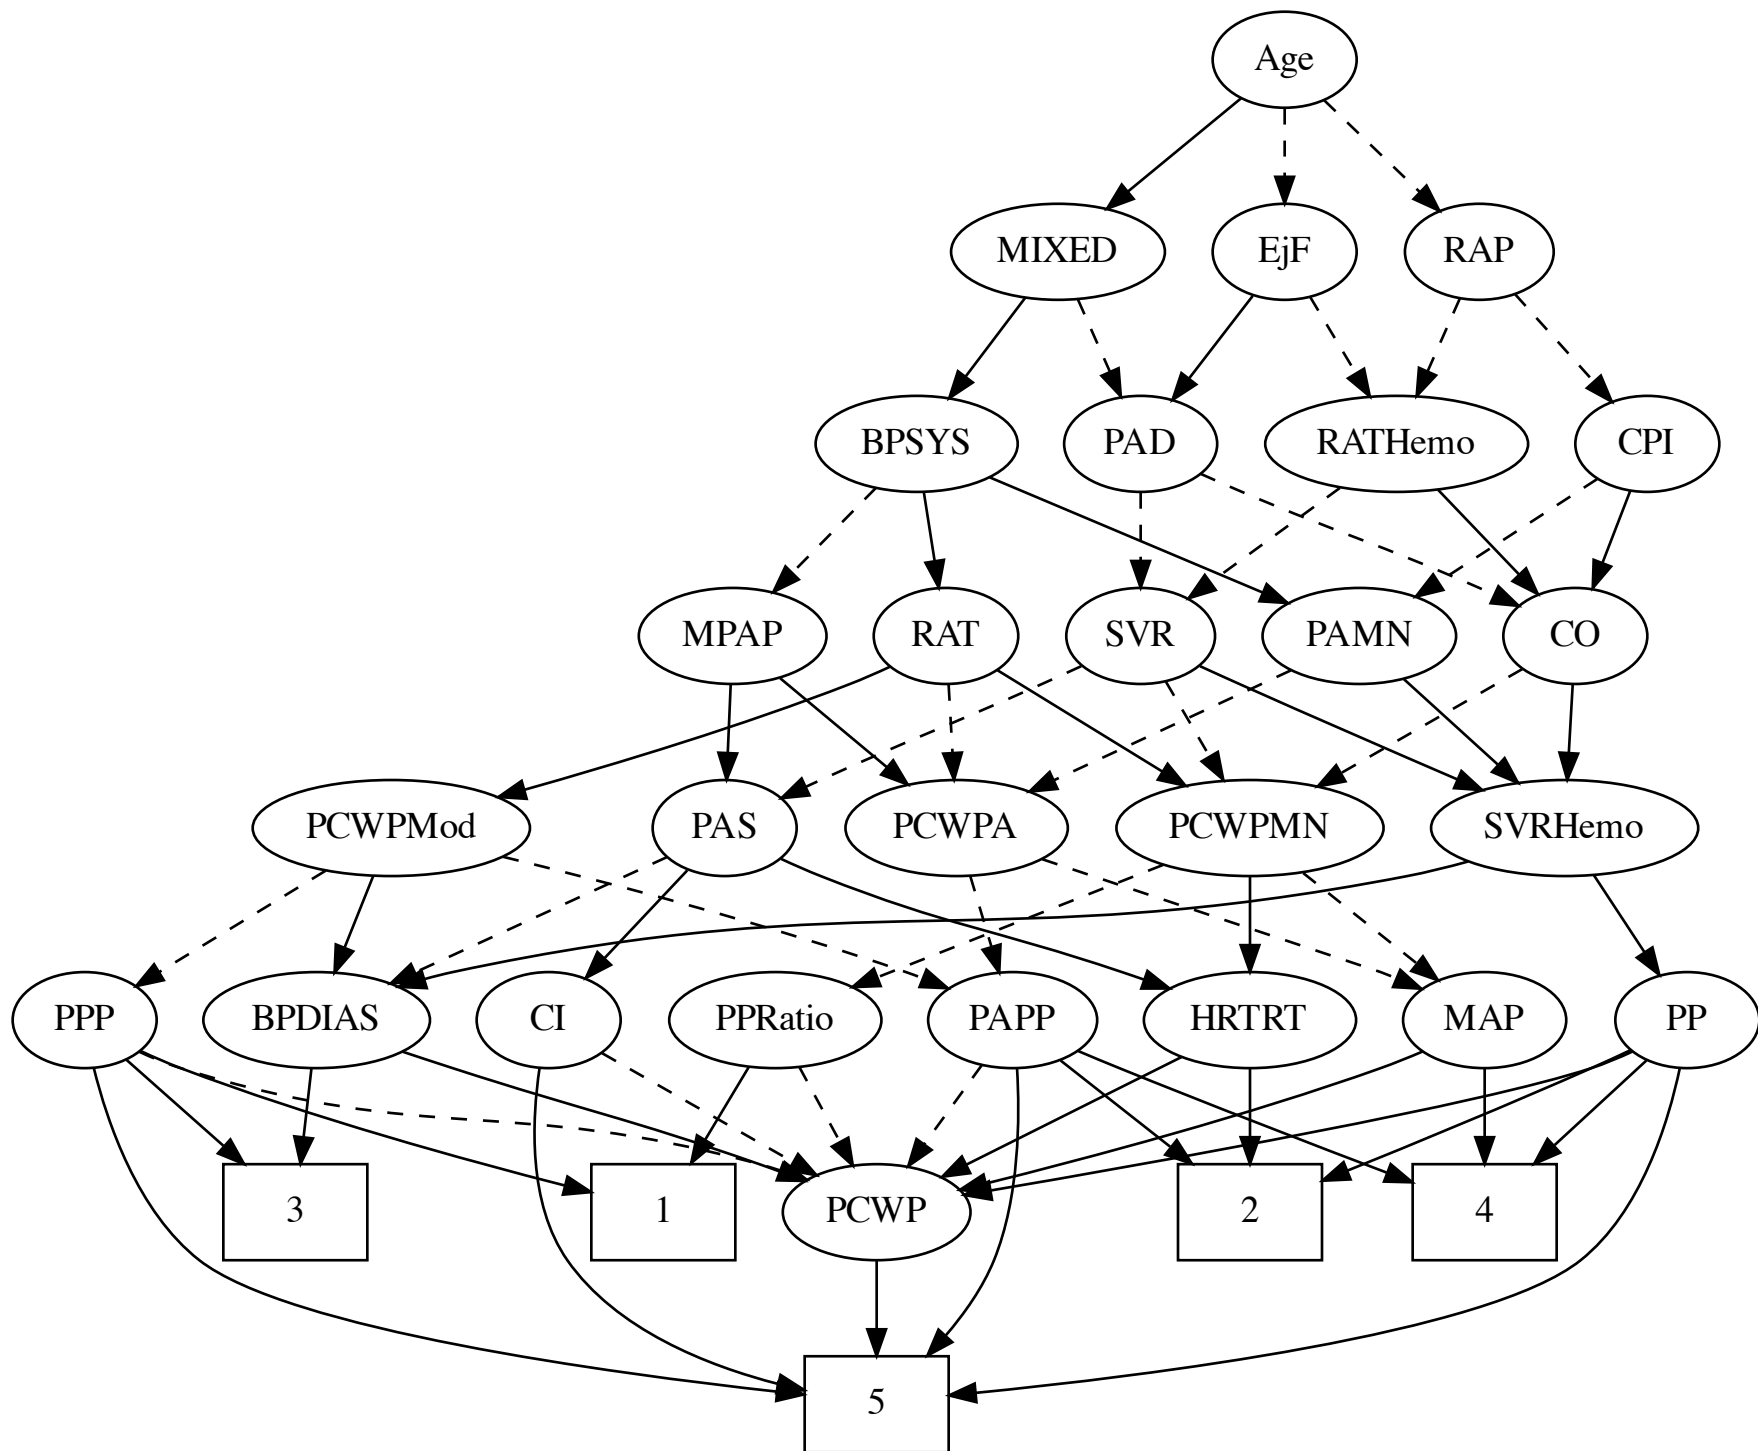 Age
MIXED
EjF
RAP
BPSYS
PAD
RATHemo
CPI
MPAP
RAT
SVR
PAMN
CO
PCWPMod
PAS
PCWPA
PCWPMN
SVRHemo
PPP
BPDIAS
CI
PPRatio
PAPP
HRTRT
MAP
PP
3
1
PCWP
2
4
5